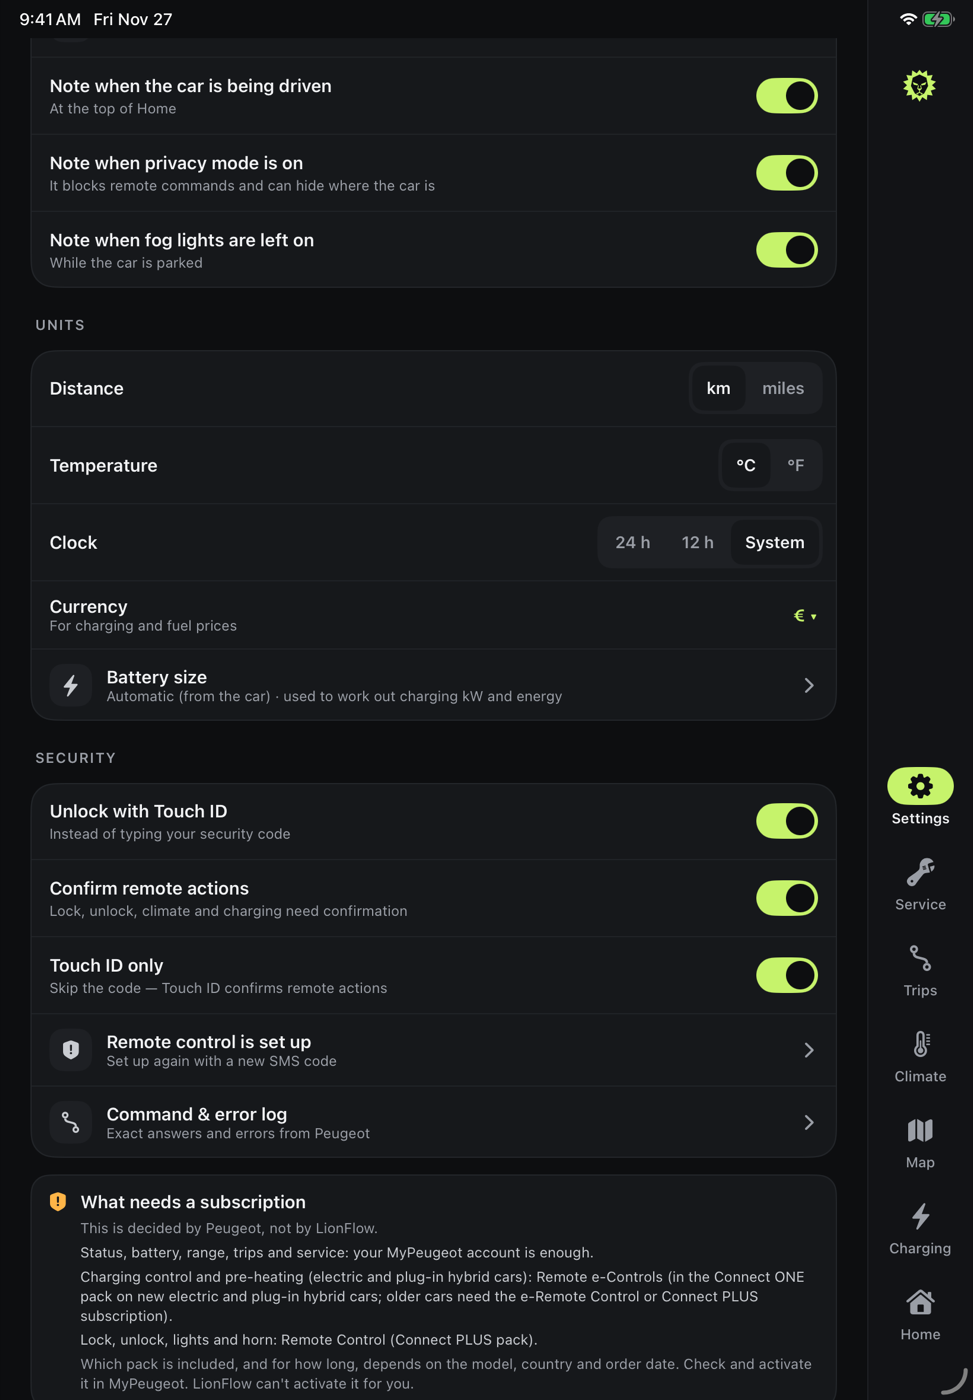 9:41 AM Fri Nov 27
Note when the car is being driven
At the top of Home
Note when privacy mode is on
It blocks remote commands and can hide where the car is
Note when fog lights are left on
While the car is parked
UNITS
Distance
km miles
Temperature
°C °F
Clock
24 h 12 h System
Currency
For charging and fuel prices
€ ▾
Battery size
Automatic (from the car) · used to work out charging kW and energy
SECURITY
Unlock with Touch ID
Instead of typing your security code
Confirm remote actions
Lock, unlock, climate and charging need confirmation
Touch ID only
Skip the code — Touch ID confirms remote actions
Remote control is set up
Set up again with a new SMS code
Command & error log
Exact answers and errors from Peugeot
What needs a subscription
This is decided by Peugeot, not by LionFlow.
Status, battery, range, trips and service: your MyPeugeot account is enough.
Charging control and pre-heating (electric and plug-in hybrid cars): Remote e-Controls (in the Connect ONE
pack on new electric and plug-in hybrid cars; older cars need the e-Remote Control or Connect PLUS
subscription).
Lock, unlock, lights and horn: Remote Control (Connect PLUS pack).
Which pack is included, and for how long, depends on the model, country and order date. Check and activate
it in MyPeugeot. LionFlow can't activate it for you.
Settings
Service
Trips
Climate
Map
Charging
Home